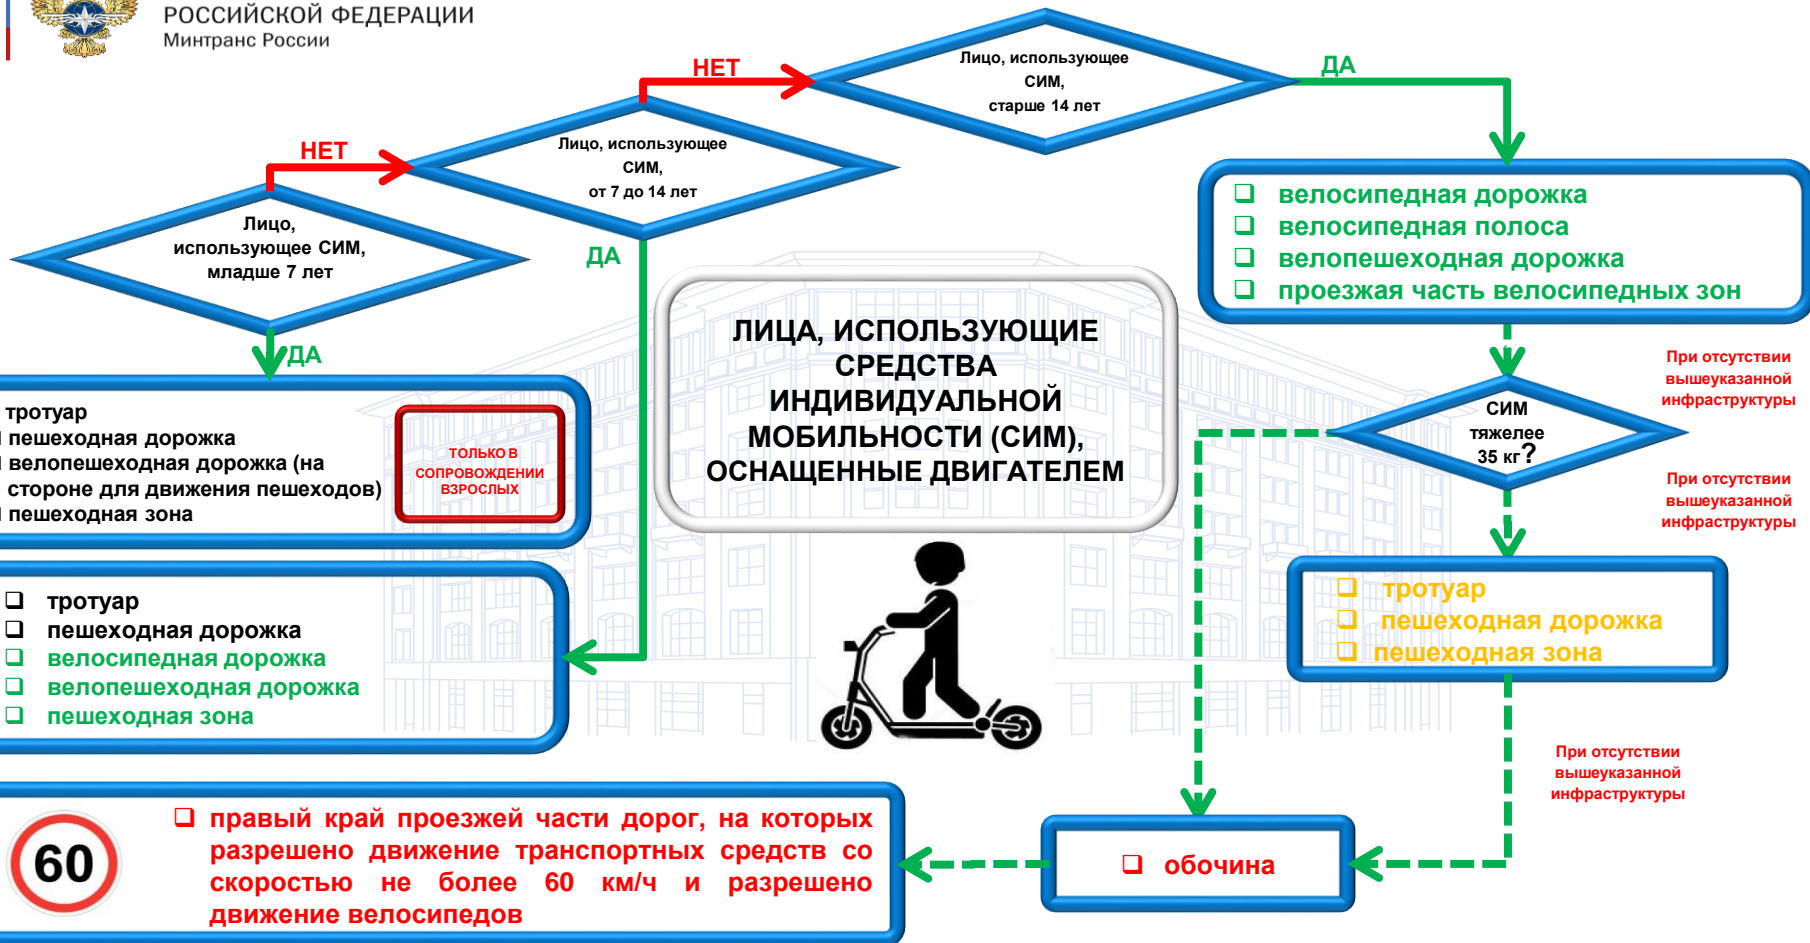 РОССИЙСКОЙ ФЕДЕРАЦИИ
Минтранс России
Лицо, использующее
СИМ,
старше 14 лет
НЕТ
ДА
Лицо, использующее
СИМ,
от 7 до 14 лет
НЕТ
ДА
Лицо,
использующее СИМ,
младше 7 лет
ДА
велосипедная дорожка
велосипедная полоса
велопешеходная дорожка
проезжая часть велосипедных зон
ЛИЦА, ИСПОЛЬЗУЮЩИЕ
СРЕДСТВА
ИНДИВИДУАЛЬНОЙ
МОБИЛЬНОСТИ (СИМ),
ОСНАЩЕННЫЕ ДВИГАТЕЛЕМ
При отсутствии
вышеуказанной
инфраструктуры
СИМ
тяжелее
35 кг?
При отсутствии
вышеуказанной
инфраструктуры
тротуар
пешеходная дорожка
велопешеходная дорожка (на
стороне для движения пешеходов)
пешеходная зона
ТОЛЬКО В
СОПРОВОЖДЕНИИ
ВЗРОСЛЫХ
тротуар
пешеходная дорожка
велосипедная дорожка
велопешеходная дорожка
пешеходная зона
тротуар
пешеходная дорожка
пешеходная зона
При отсутствии
вышеуказанной
инфраструктуры
60
правый край проезжей части дорог, на которых
разрешено движение транспортных средств со
скоростью не более 60 км/ч и разрешено
движение велосипедов
обочина